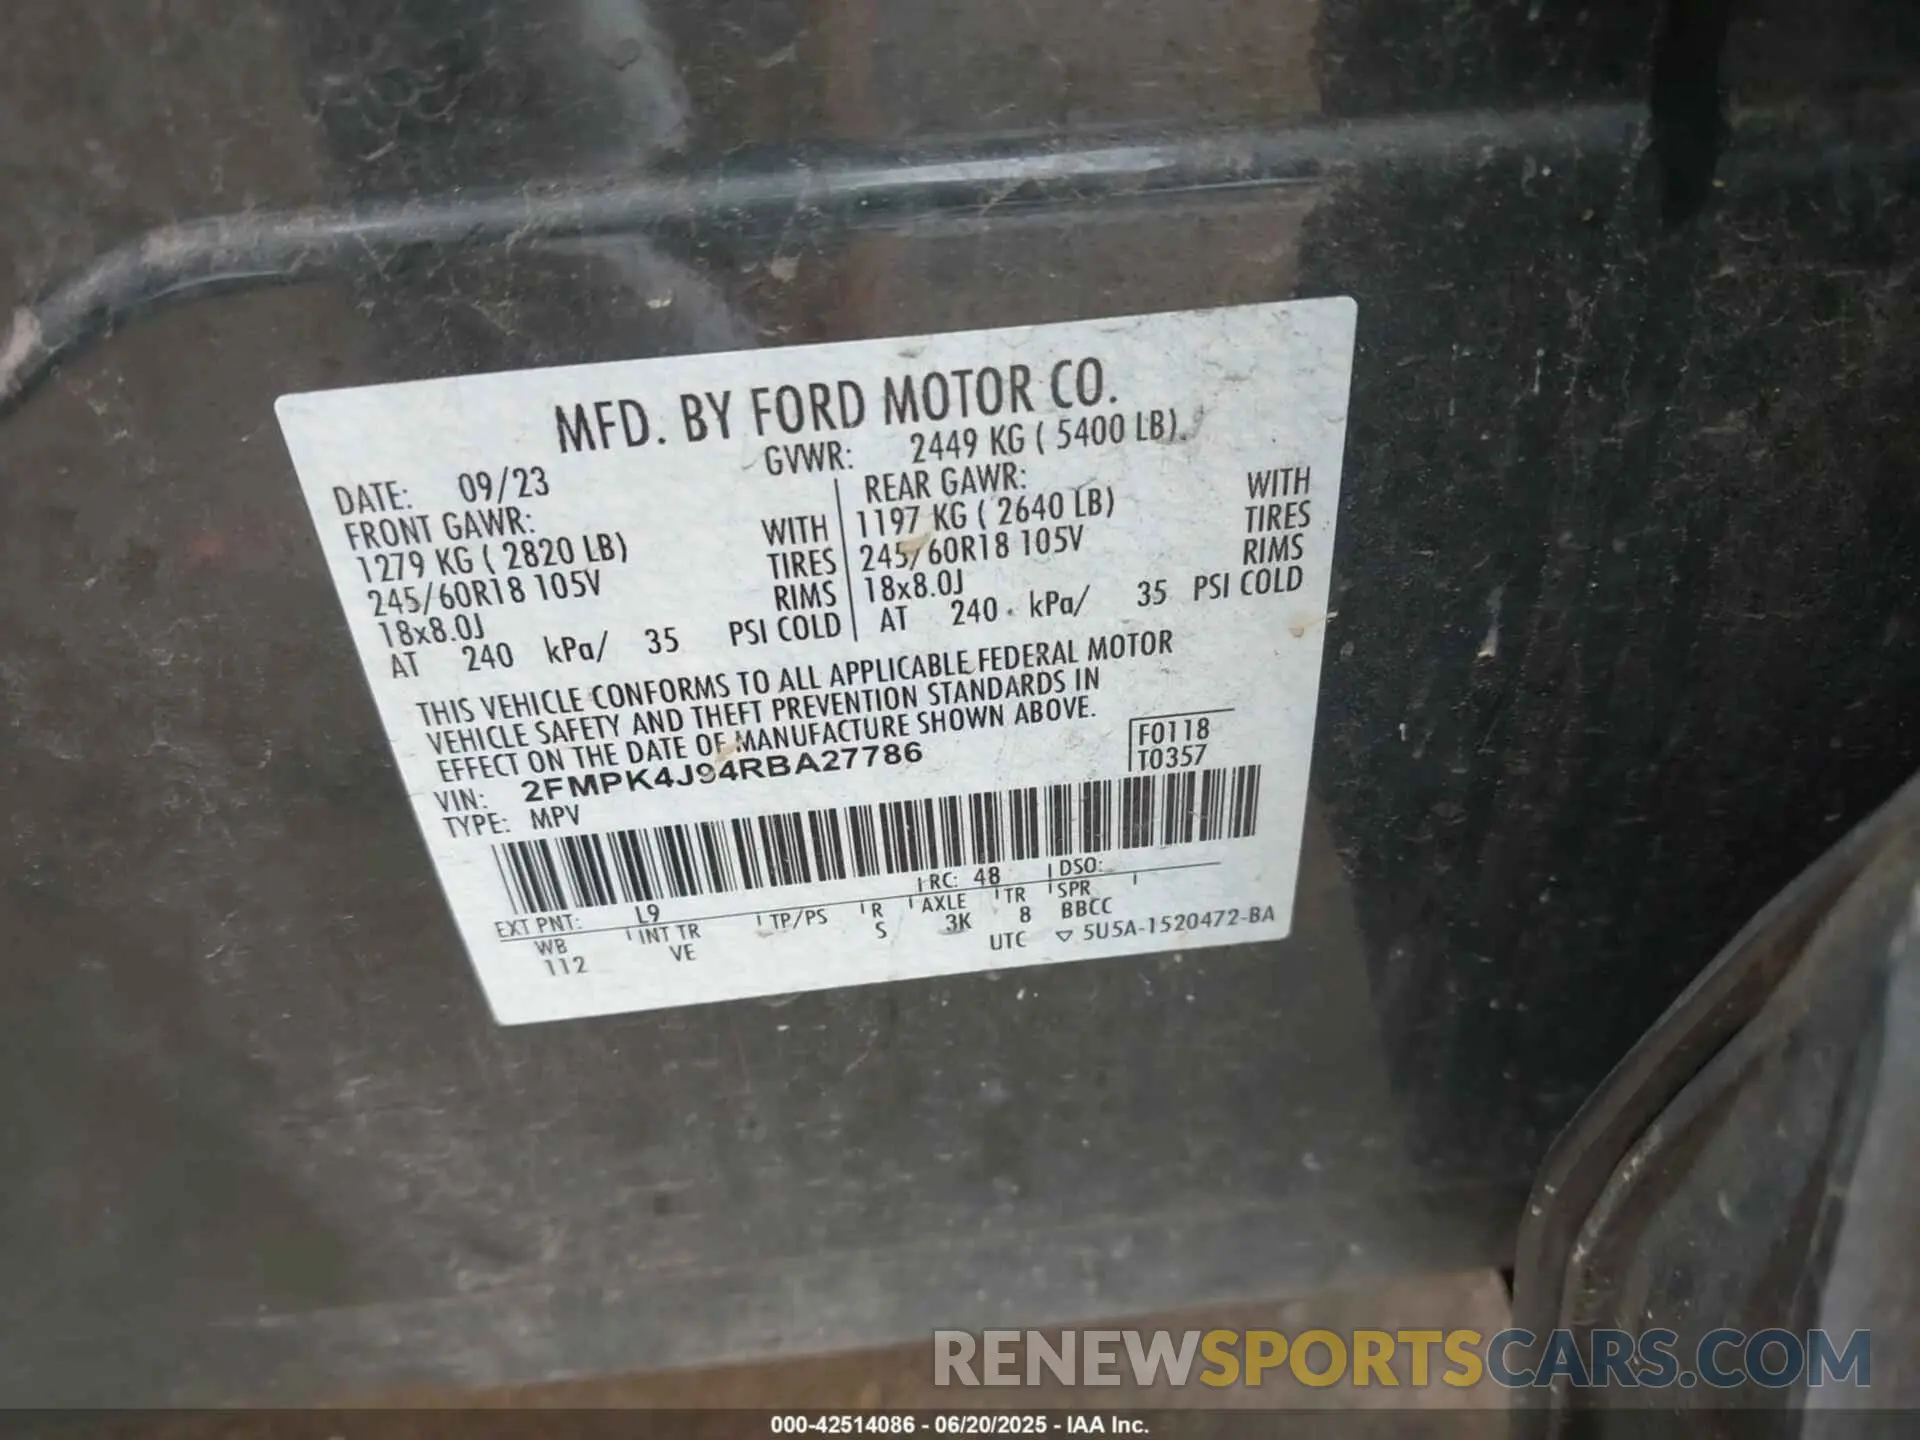 MFD. BY FORD MOTOR CO.
DATE: 09/23 GVWR: 2449 KG ( 5400 LB)
FRONT GAWR: REAR GAWR:
1279 KG ( 2820 LB) WITH 1197 KG ( 2640 LB) WITH
245/60R18 105V TIRES 245/60R18 105V TIRES
18x8.0J RIMS 18x8.0J RIMS
AT 240 kPa/ 35 PSI COLD AT 240 kPa/ 35 PSI COLD
THIS VEHICLE CONFORMS TO ALL APPLICABLE FEDERAL MOTOR
VEHICLE SAFETY AND THEFT PREVENTION STANDARDS IN
EFFECT ON THE DATE OF MANUFACTURE SHOWN ABOVE.
F0118
T0357
VIN: 2FMPK4J94RBA27786
TYPE: MPV
EXT PNT: L9 RC: 48 DSO:
WB INT TR TP/PS R AXLE TR SPR
112 VE S 3K 8 BBCC
UTC ▽ 5U5A-1520472-BA
RENEWSPORTSCARS.COM
000-42514086 - 06/20/2025 - IAA Inc.